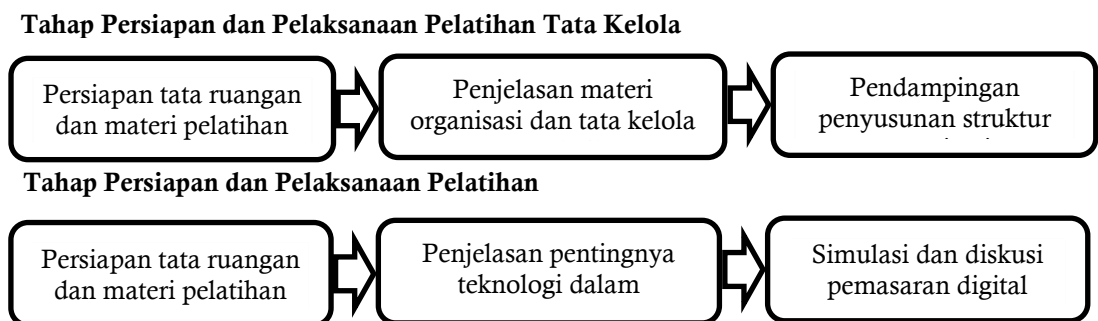 Tahap Persiapan dan Pelaksanaan Pelatihan Tata Kelola
Persiapan tata ruangan
dan materi pelatihan
Penjelasan materi
organisasi dan tata kelola
Pendampingan
penyusunan struktur
Tahap Persiapan dan Pelaksanaan Pelatihan
Persiapan tata ruangan
dan materi pelatihan
Penjelasan pentingnya
teknologi dalam
Simulasi dan diskusi
pemasaran digital